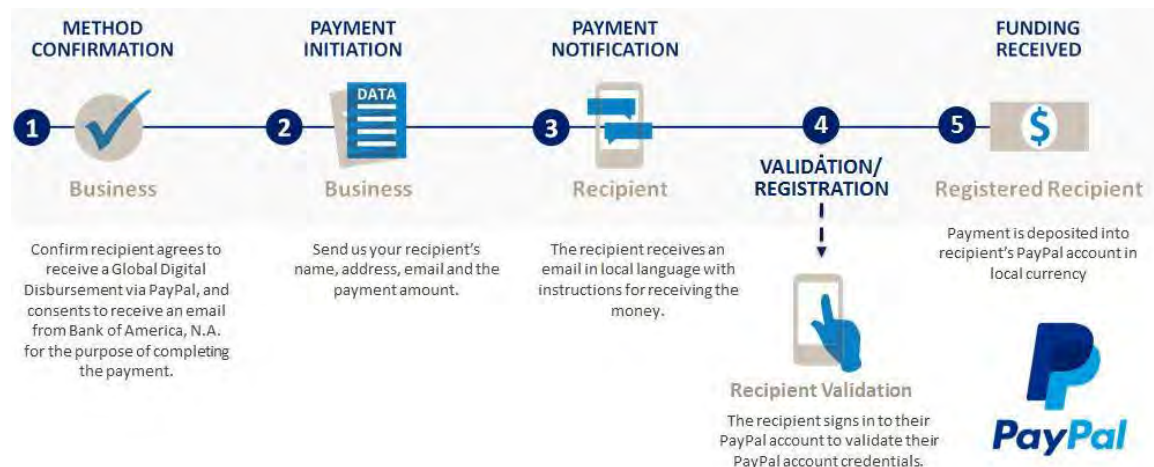 METHOD
CONFIRMATION
1
Business
Confirm recipient agrees to
receive a Global Digital
Disbursement via PayPal, and
consents to receive an email
from Bank of America, N.A.
for the purpose of completing
the payment.
PAYMENT
INITIATION
2
DATA
Business
Send us your recipient's
name, address, email and the
payment amount.
PAYMENT
NOTIFICATION
3
Recipient
The recipient receives an
email in local language with
instructions for receiving the
money.
4
VALIDATION/
REGISTRATION
Recipient Validation
The recipient signs in to their
PayPal account to validate their
PayPal account credentials.
FUNDING
RECEIVED
5
$
Registered Recipient
Payment is deposited into
recipient's PayPal account in
local currency
PayPal